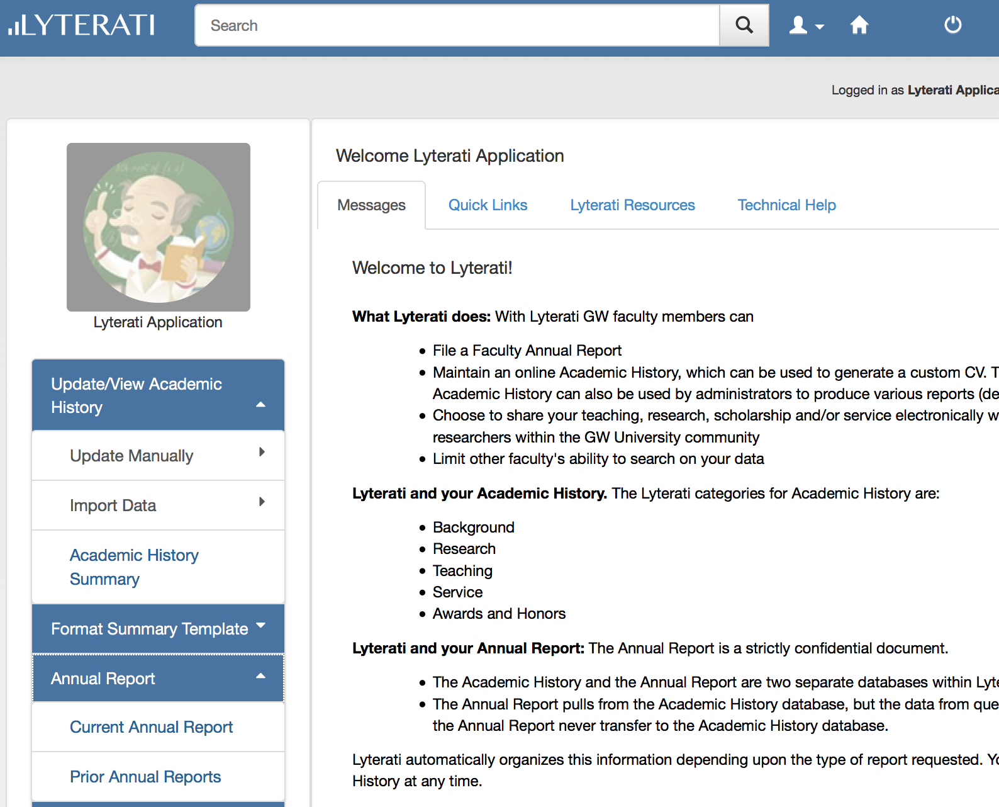 LYTERATI
Search
Logged in as Lyterati Applica
Lyterati Application
Update/View Academic
History
Update Manually
Import Data
Academic History
Summary
Format Summary Template
Annual Report
Current Annual Report
Prior Annual Reports
Welcome Lyterati Application
Messages Quick Links Lyterati Resources Technical Help
Welcome to Lyterati!
What Lyterati does: With Lyterati GW faculty members can
• File a Faculty Annual Report
• Maintain an online Academic History, which can be used to generate a custom CV. T
Academic History can also be used by administrators to produce various reports (de
• Choose to share your teaching, research, scholarship and/or service electronically w
researchers within the GW University community
• Limit other faculty's ability to search on your data
Lyterati and your Academic History. The Lyterati categories for Academic History are:
• Background
• Research
• Teaching
• Service
• Awards and Honors
Lyterati and your Annual Report: The Annual Report is a strictly confidential document.
• The Academic History and the Annual Report are two separate databases within Lyte
• The Annual Report pulls from the Academic History database, but the data from que
the Annual Report never transfer to the Academic History database.
Lyterati automatically organizes this information depending upon the type of report requested. Yo
History at any time.